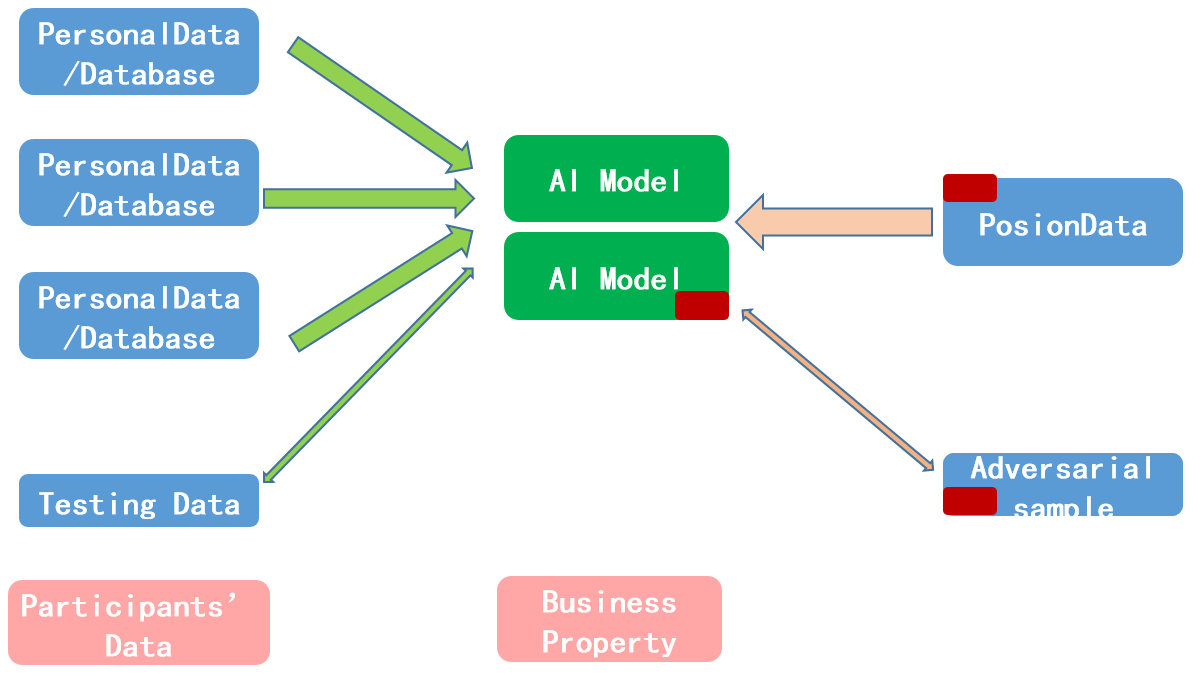 PersonalData
/Database
PersonalData
/Database
PersonalData
/Database
Testing Data
Participants’
Data
AI Model
AI Model
Business
Property
PosionData
Adversarial
sample